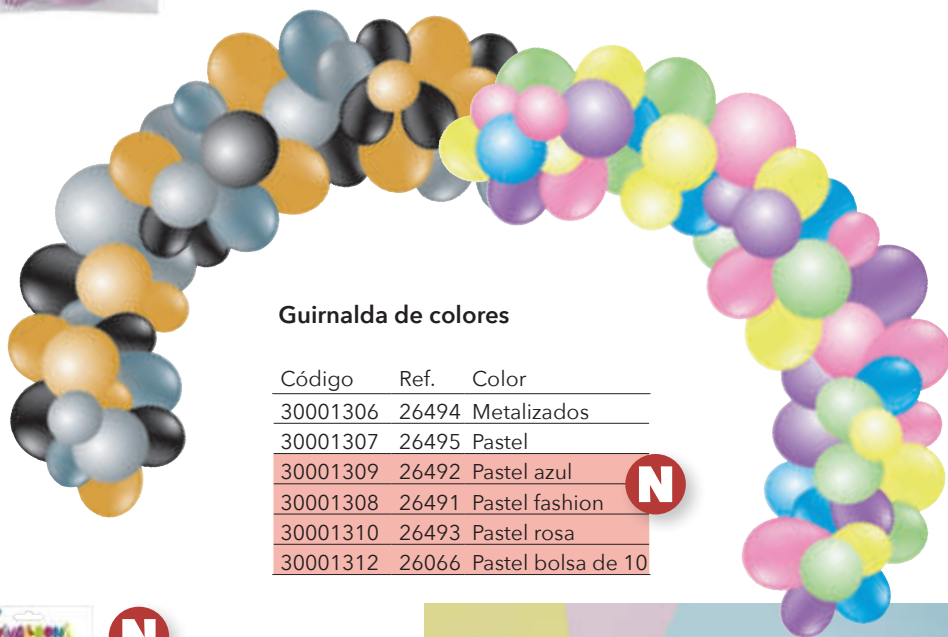 Guirnalda de colores
Código Ref. Color
30001306 26494 Metalizados
30001307 26495 Pastel
30001309 26492 Pastel azul
N
30001308 26491 Pastel fashion
30001310 26493 Pastel rosa
30001312 26066 Pastel bolsa de 10
N